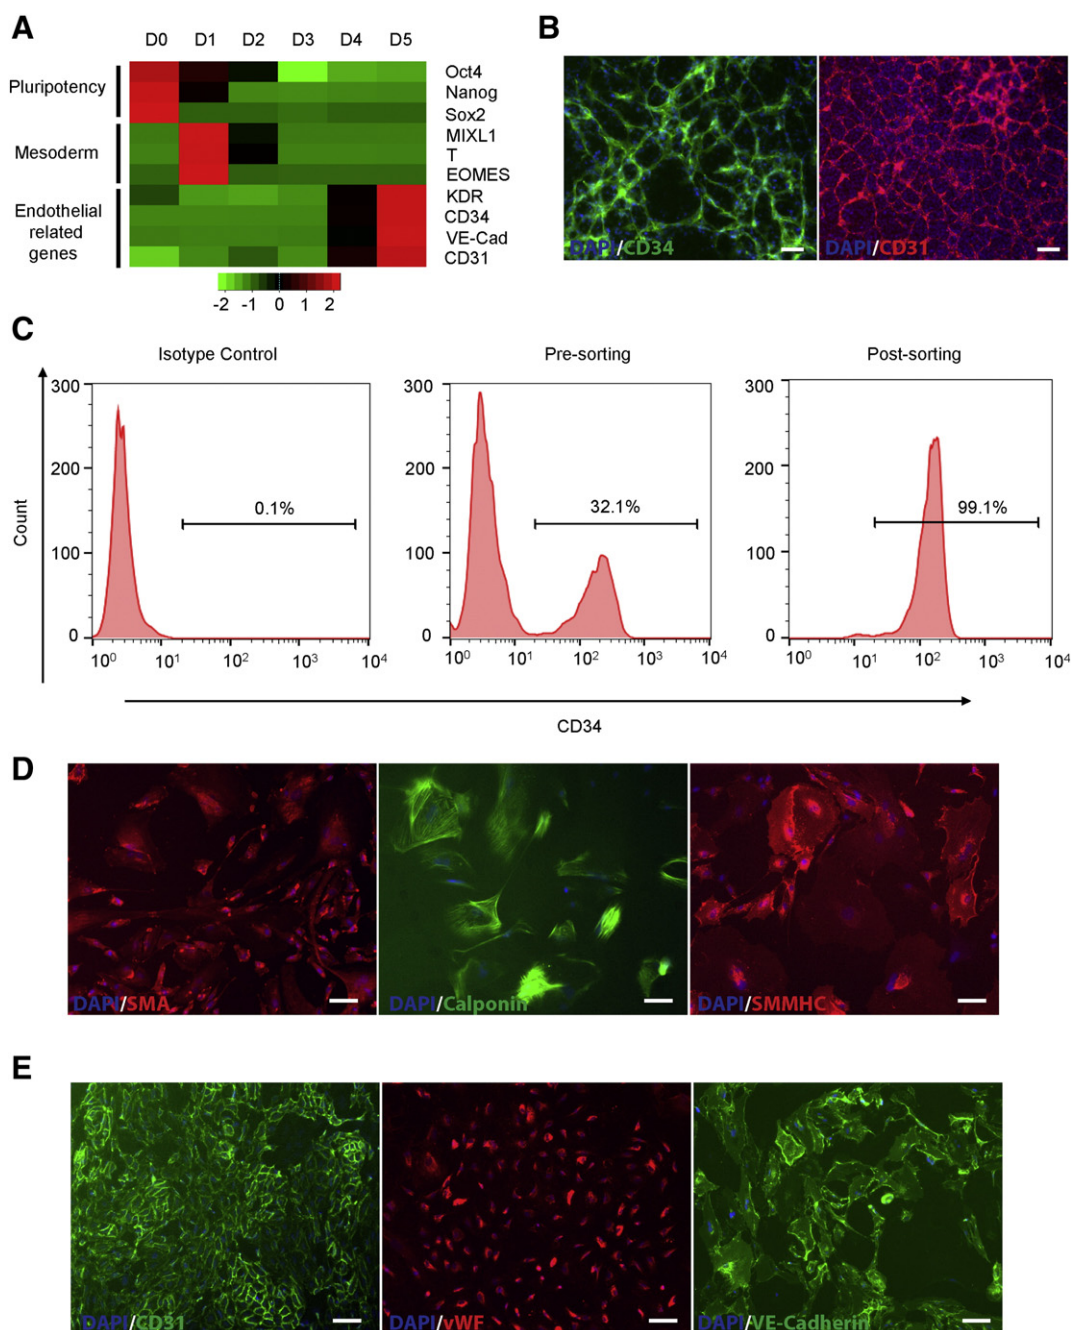 A
D0 D1 D2 D3 D4 D5
Pluripotency
Mesoderm
Endothelial
related
genes
Oct4
Nanog
Sox2
MIXL1
T
EOMES
KDR
CD34
VE-Cad
CD31
-2 -1 0 1 2
B
DAPI/CD34
DAPI/CD31
C
Isotype Control
Pre-sorting
Post-sorting
Count
300
200
100
0
0.1%
10⁰ 10¹ 10² 10³ 10⁴
300
200
100
0
32.1%
10⁰ 10¹ 10² 10³ 10⁴
300
200
100
0
99.1%
10⁰ 10¹ 10² 10³ 10⁴
CD34
D
DAPI/SMA
DAPI/Calponin
DAPI/SMMHC
E
DAPI/CD31
DAPI/vWF
DAPI/VE-Cadherin